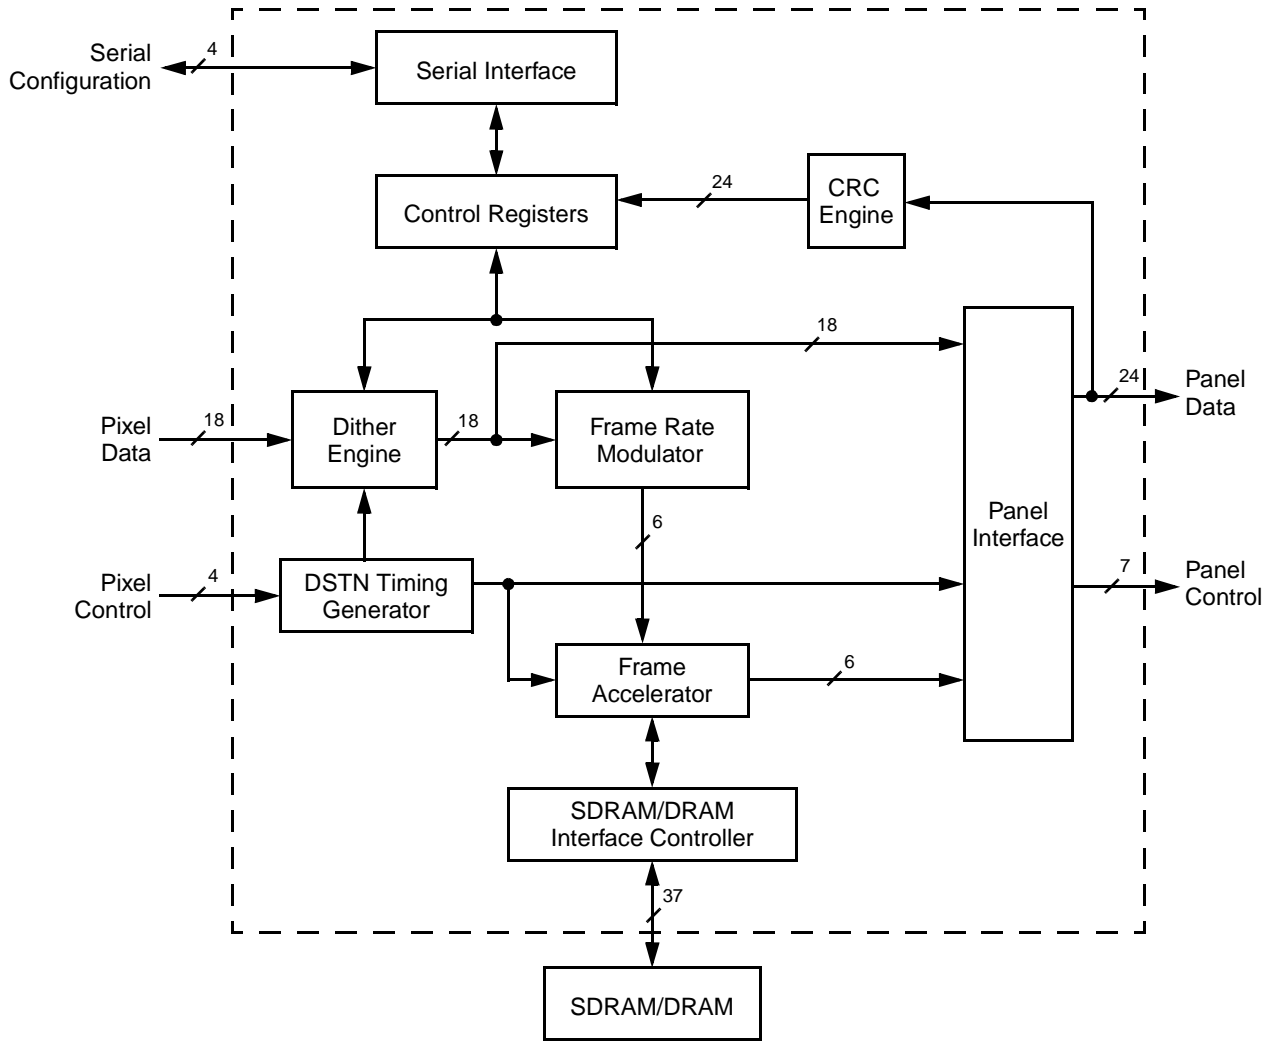 Serial
Configuration
4
Serial Interface
Control Registers
24
CRC
Engine
18
Pixel
Data
18
Dither
Engine
18
Frame Rate
Modulator
24
Panel
Data
6
Panel
Interface
Pixel
Control
4
DSTN Timing
Generator
7
Panel
Control
Frame
Accelerator
6
SDRAM/DRAM
Interface Controller
37
SDRAM/DRAM